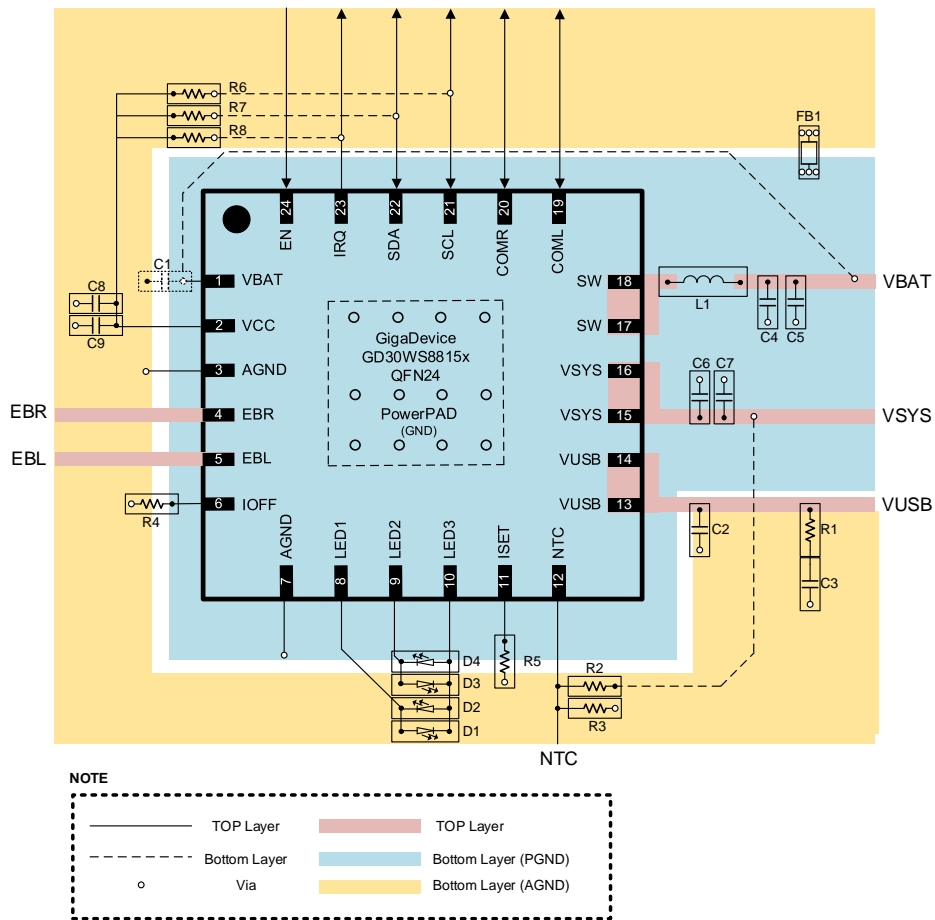 R6
R7
R8
FB1
24
23
22
21
20
19
EN
IRQ
SDA
SCL
COMR
COML
C1
1
VBAT
SW
18
L1
C4
C5
VBAT
C8
C9
2
VCC
SW
17
GigaDevice
GD30WS8815x
QFN24
PowerPAD
(GND)
3
AGND
VSYS
16
C6
C7
EBR
4
EBR
VSYS
15
VSYS
EBL
5
EBL
VUSB
14
R4
6
IOFF
VUSB
13
VUSB
C2
R1
C3
AGND
LED1
LED2
LED3
ISET
NTC
7
8
9
10
11
12
D4
D3
D2
D1
R5
R2
R3
NTC
NOTE
TOP Layer
TOP Layer
Bottom Layer
Bottom Layer (PGND)
Via
Bottom Layer (AGND)